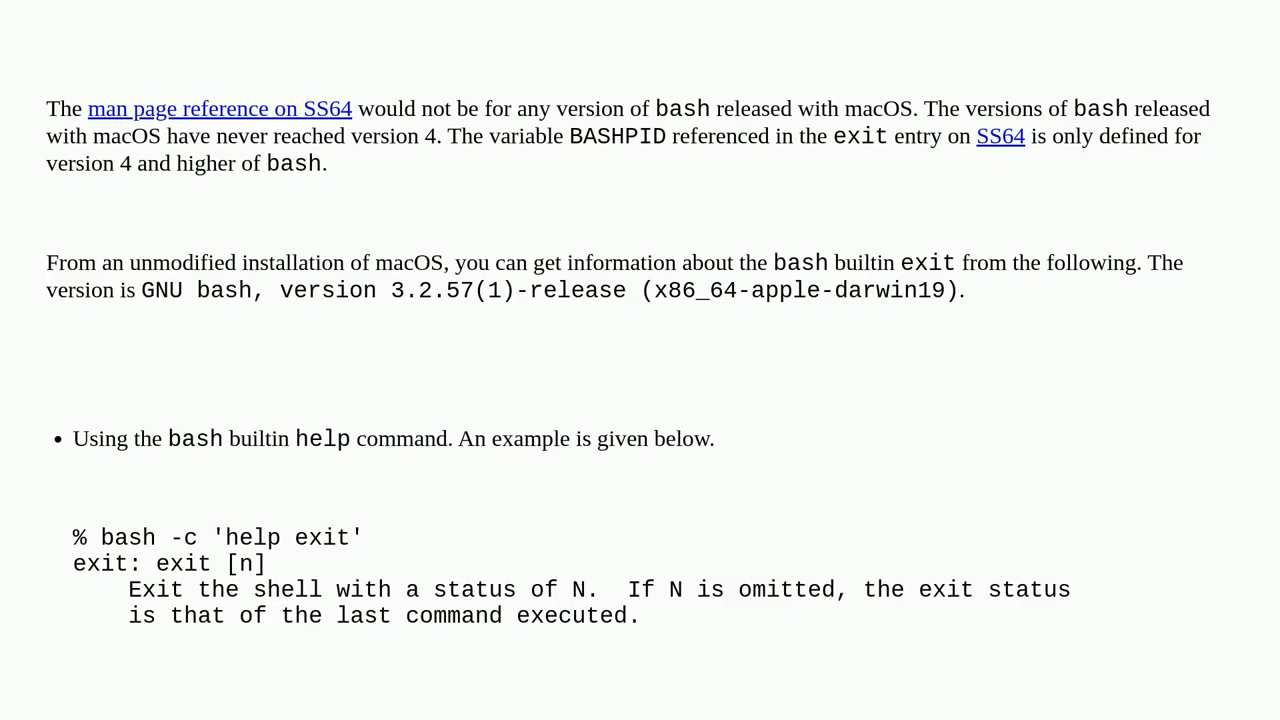 The man page reference on SS64 would not be for any version of bash released with macOS. The versions of bash released
with macOS have never reached version 4. The variable BASHPID referenced in the exit entry on SS64 is only defined for
version 4 and higher of bash.
From an unmodified installation of macOS, you can get information about the bash builtin exit from the following. The
version is GNU bash, version 3.2.57(1)-release (x86_64-apple-darwin19).
• Using the bash builtin help command. An example is given below.
% bash -c 'help exit'
exit: exit [n]
    Exit the shell with a status of N.  If N is omitted, the exit status
    is that of the last command executed.